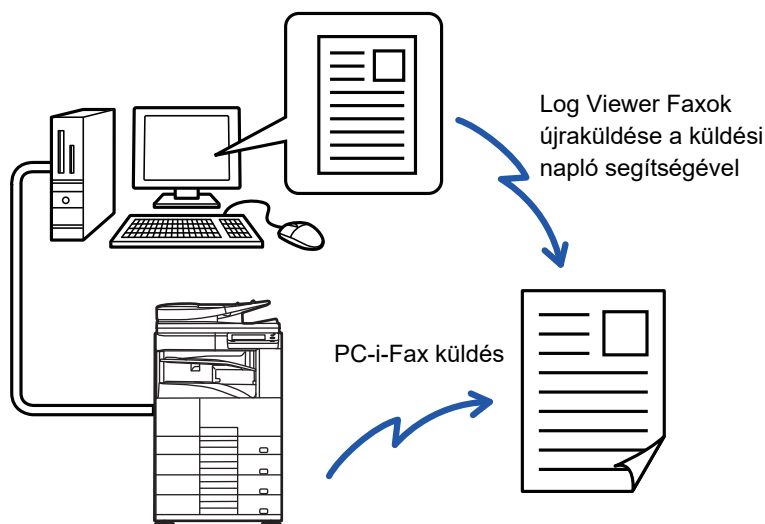 Log Viewer Faxok
újraküldése a küldési
napló segítségével
PC-i-Fax küldés